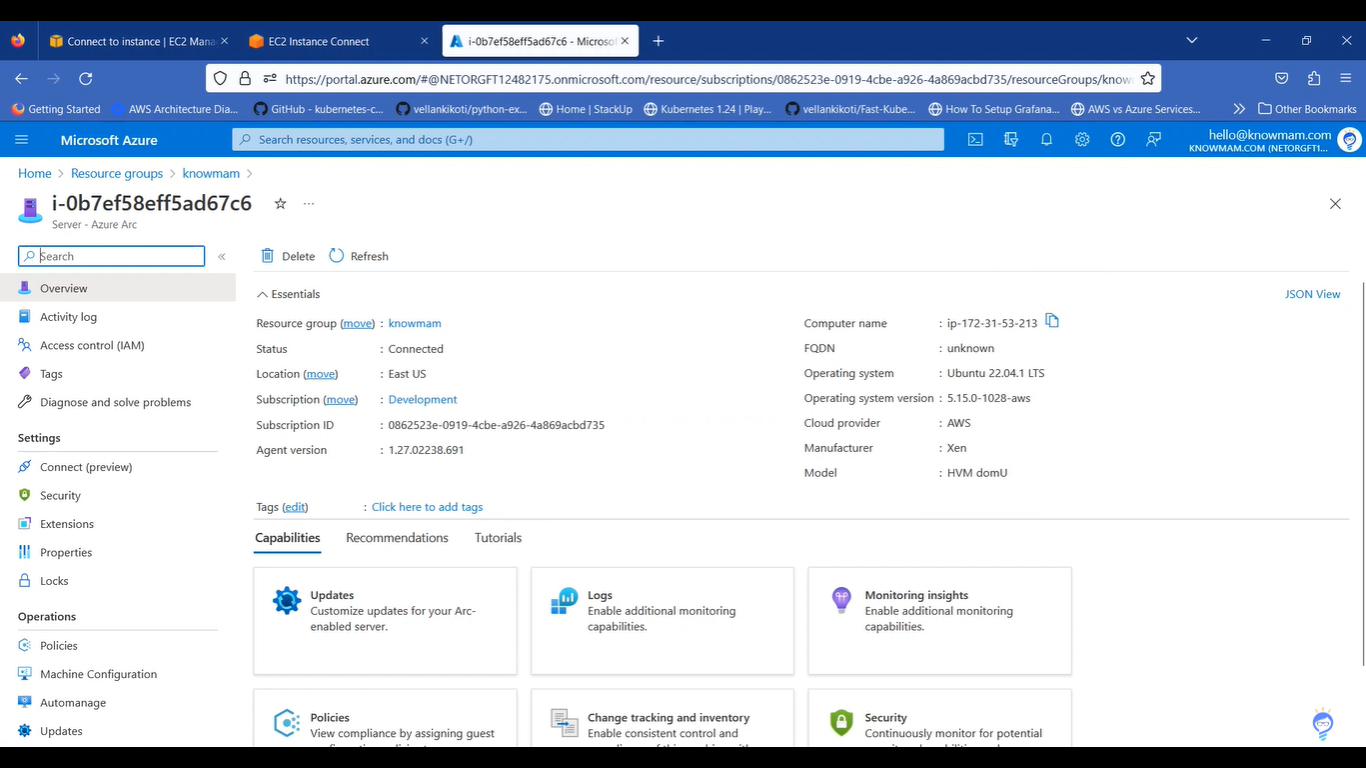 Connect to instance | EC2 Mana
EC2 Instance Connect
i-0b7ef58eff5ad67c6 - Microsof
https://portal.azure.com/#@NETORGFT12482175.onmicrosoft.com/resource/subscriptions/0862523e-0919-4cbe-a926-4a869acbd735/resourceGroups/know
Getting Started
AWS Architecture Dia...
GitHub - kubernetes-c...
vellankikoti/python-ex...
Home | StackUp
Kubernetes 1.24 | Play...
vellankikoti/Fast-Kube...
How To Setup Grafana...
AWS vs Azure Services...
Other Bookmarks
Microsoft Azure
Search resources, services, and docs (G+/)
hello@knowmam.com
KNOWMAM.COM (NETORGFT1...
Home > Resource groups > knowmam >
i-0b7ef58eff5ad67c6
Server - Azure Arc
Search
Delete
Refresh
Overview
Activity log
Access control (IAM)
Tags
Diagnose and solve problems
Settings
Connect (preview)
Security
Extensions
Properties
Locks
Operations
Policies
Machine Configuration
Automanage
Updates
Essentials
JSON View
Resource group (move) : knowmam
Status : Connected
Location (move) : East US
Subscription (move) : Development
Subscription ID : 0862523e-0919-4cbe-a926-4a869acbd735
Agent version : 1.27.02238.691
Computer name : ip-172-31-53-213
FQDN : unknown
Operating system : Ubuntu 22.04.1 LTS
Operating system version : 5.15.0-1028-aws
Cloud provider : AWS
Manufacturer : Xen
Model : HVM domU
Tags (edit) : Click here to add tags
Capabilities
Recommendations
Tutorials
Updates
Customize updates for your Arc-
enabled server.
Logs
Enable additional monitoring
capabilities.
Monitoring insights
Enable additional monitoring
capabilities.
Policies
View compliance by assigning guest
Change tracking and inventory
Enable consistent control and
Security
Continuously monitor for potential